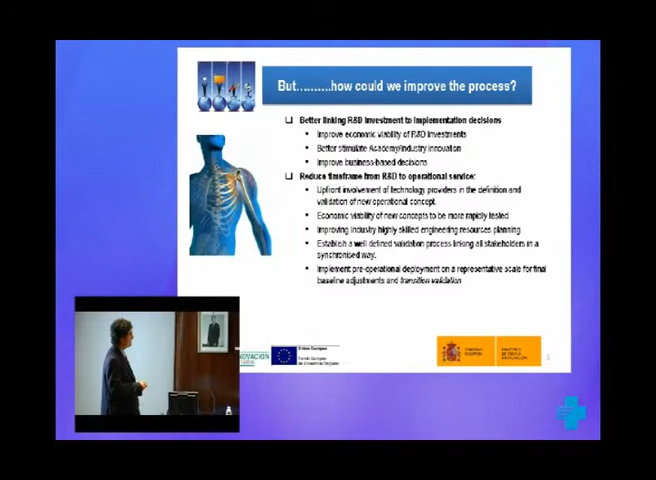 But..........how could we improve the process?
Better linking R&D investment to implementation decisions
Improve economic viability of R&D investments
Better stimulate Academy/Industry innovation
Improve business-based decisions
Reduce timeframe from R&D to operational service:
Upfront involvement of technology providers in the definition and
validation of new operational concept.
Economic viability of new concepts to be more rapidly tested
Improving Industry highly skilled engineering resources planning
Establish a well defined validation process linking all stakeholders in a
synchronised way.
Implement pre-operational deployment on a representative scale for final
baseline adjustments and transition validation